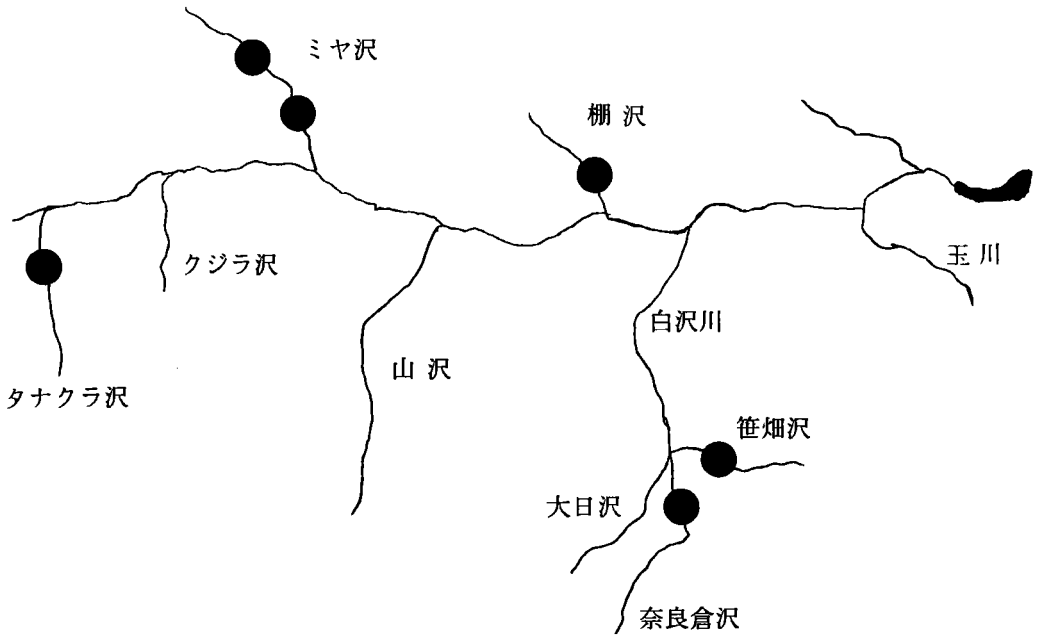 ミヤ沢
棚沢
玉川
クジラ沢
白沢川
山沢
タナクラ沢
笹畑沢
大日沢
奈良倉沢